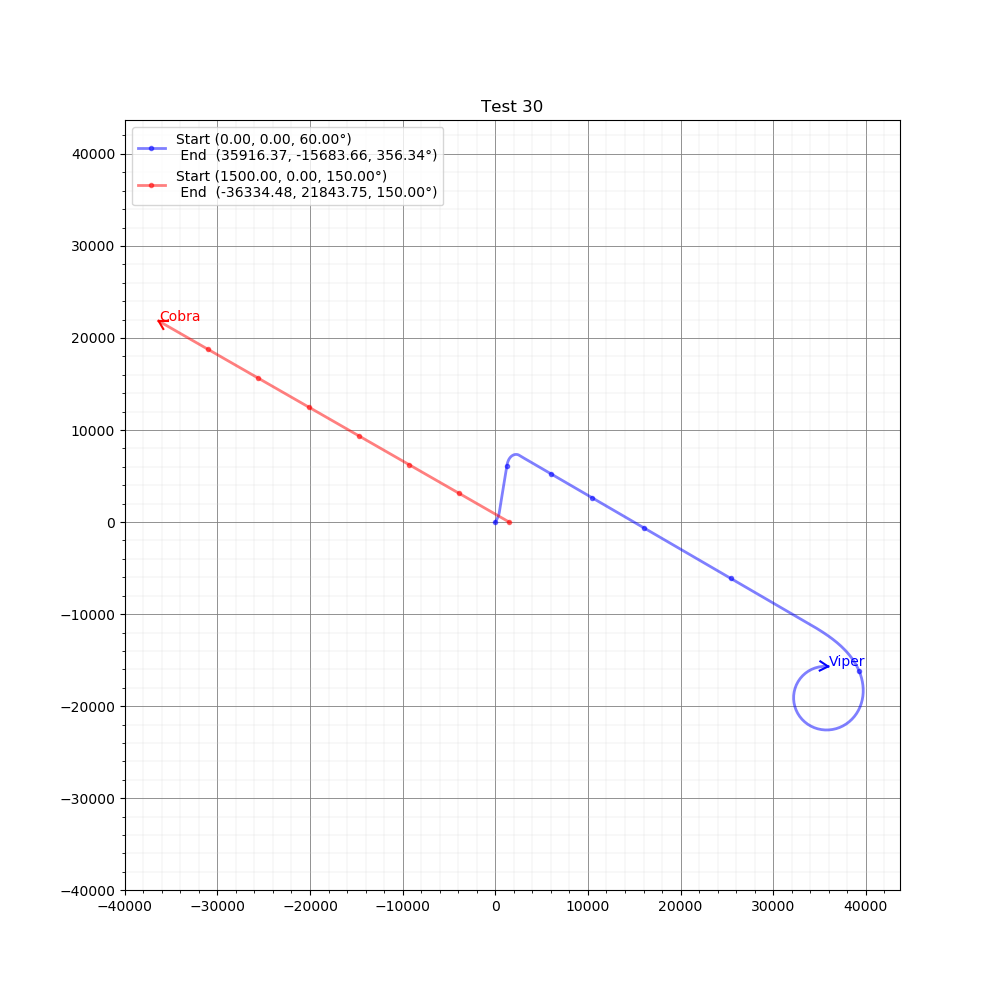 Test 30
Start (0.00, 0.00, 60.00°)
End (35916.37, -15683.66, 356.34°)
Start (1500.00, 0.00, 150.00°)
End (-36334.48, 21843.75, 150.00°)
40000
30000
Cobra
20000
10000
0
−10000
Viper
−20000
−30000
−40000
−40000 −30000 −20000 −10000 0 10000 20000 30000 40000